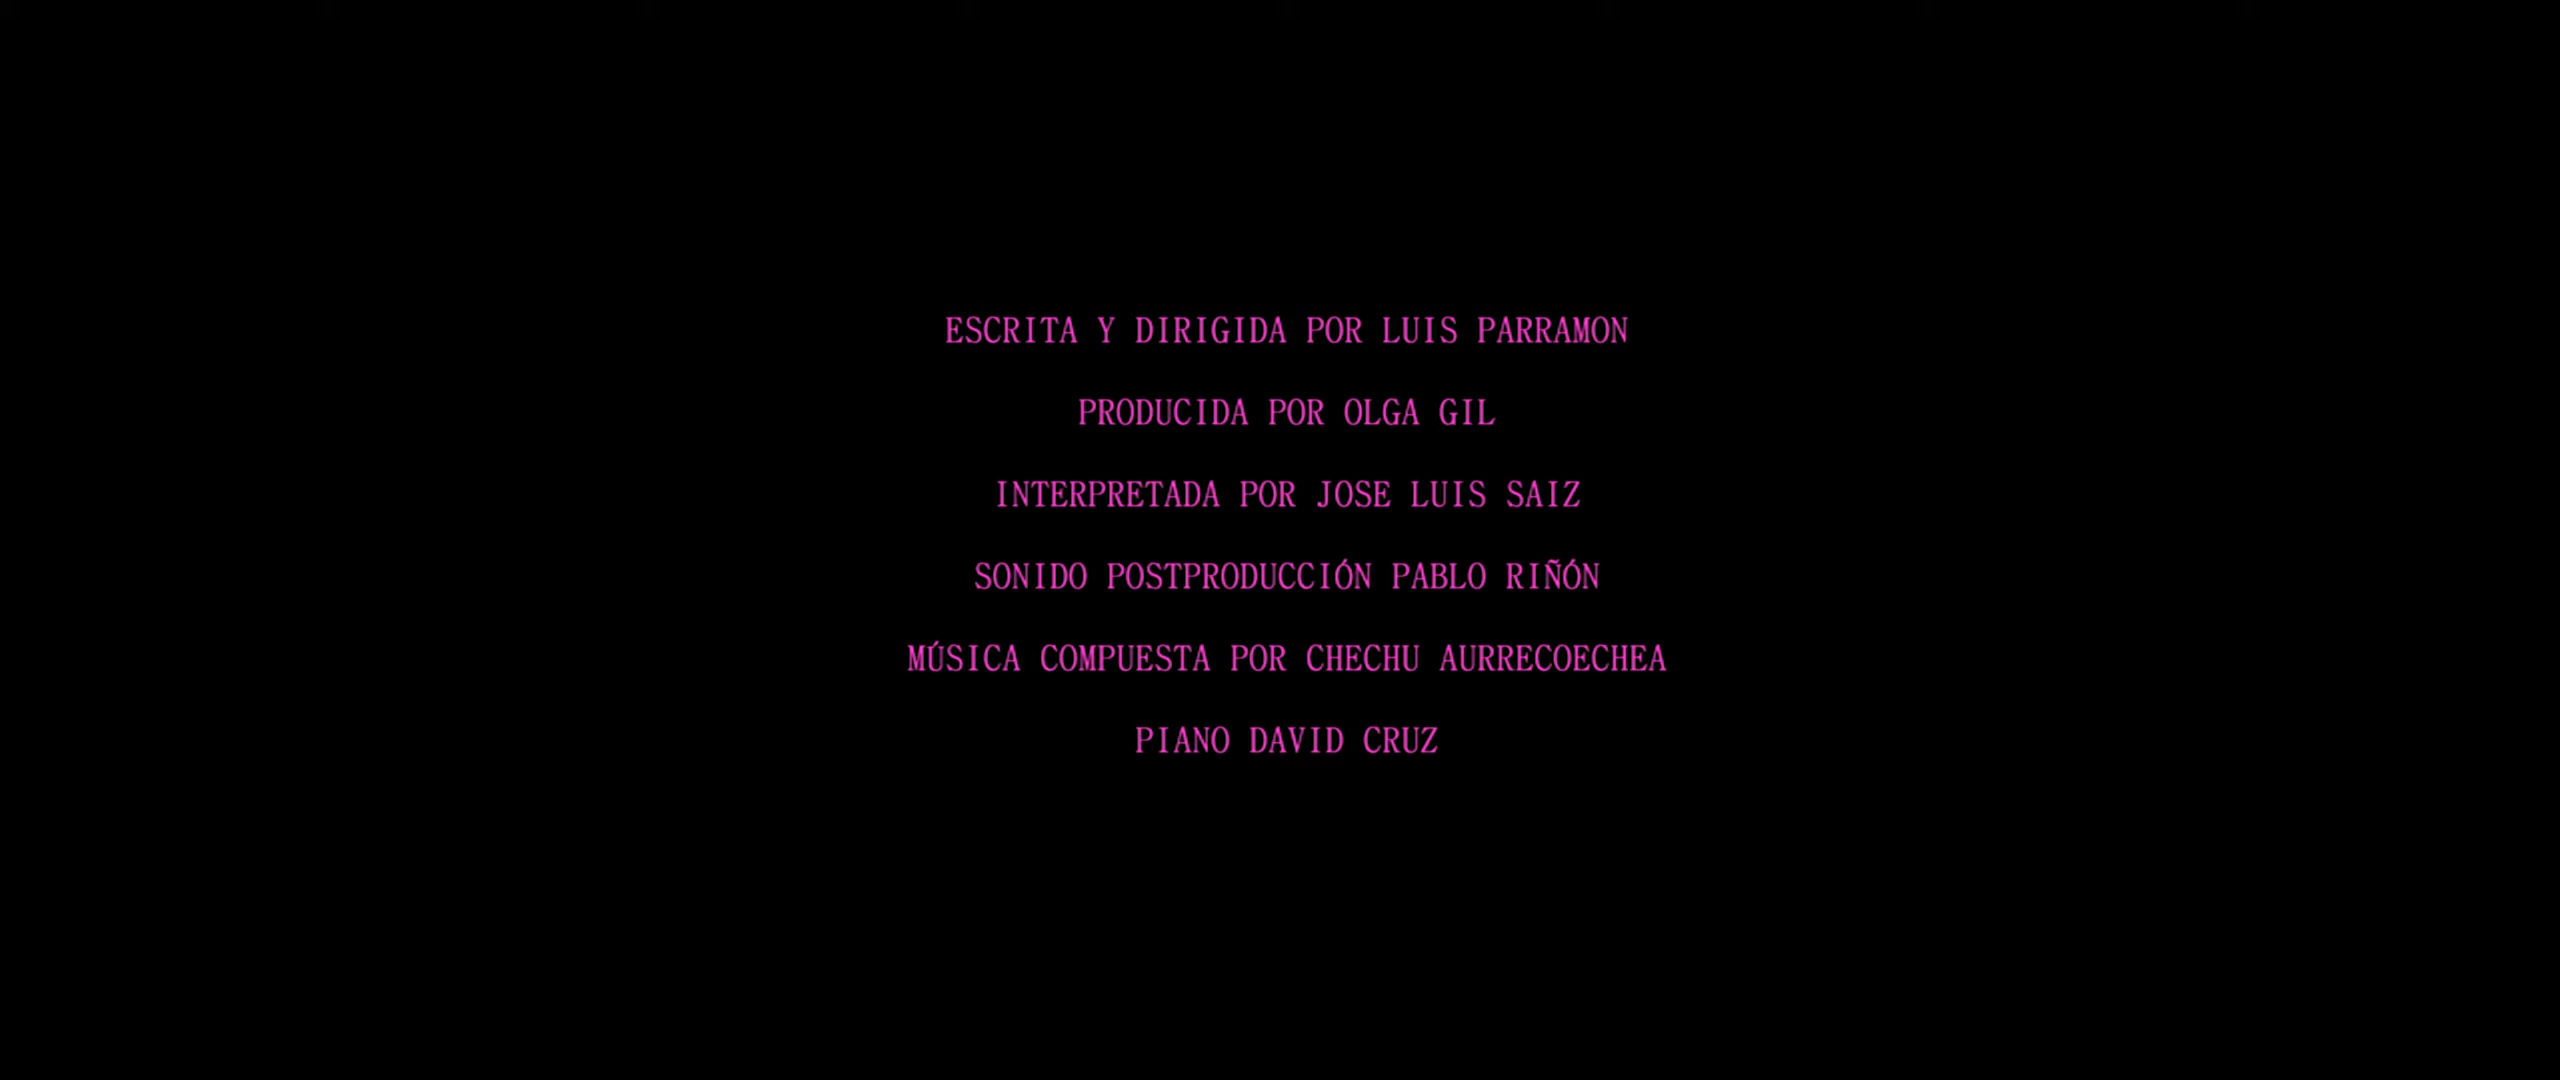 ESCRITA Y DIRIGIDA POR LUIS PARRAMON
PRODUCIDA POR OLGA GIL
INTERPRETADA POR JOSE LUIS SAIZ
SONIDO POSTPRODUCCIÓN PABLO RIÑÓN
MÚSICA COMPUESTA POR CHECHU AURRECOECHEA
PIANO DAVID CRUZ